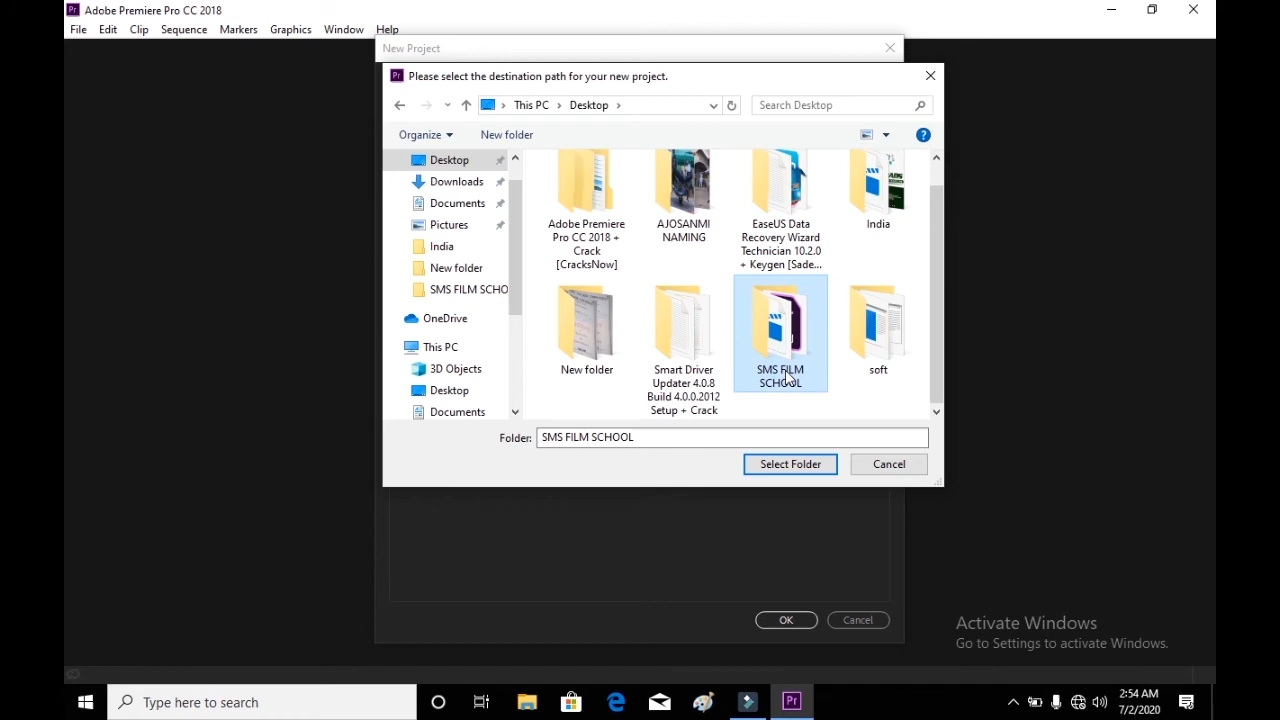 Adobe Premiere Pro CC 2018
File Edit Clip Sequence Markers Graphics Window Help
New Project
Please select the destination path for your new project.
This PC > Desktop >
Search Desktop
Organize
New folder
Desktop
Downloads
Documents
Pictures
India
New folder
SMS FILM SCHO
OneDrive
This PC
3D Objects
Desktop
Documents
Adobe Premiere
Pro CC 2018 +
Crack
[CracksNow]
AJOSANMI
NAMING
EaseUS Data
Recovery Wizard
Technician 10.2.0
+ Keygen [Sade...
India
New folder
Smart Driver
Updater 4.0.8
Build 4.0.0.2012
Setup + Crack
SMS FILM
SCHOOL
soft
Folder: SMS FILM SCHOOL
Select Folder
Cancel
OK
Cancel
Activate Windows
Go to Settings to activate Windows.
Type here to search
2:54 AM
7/2/2020